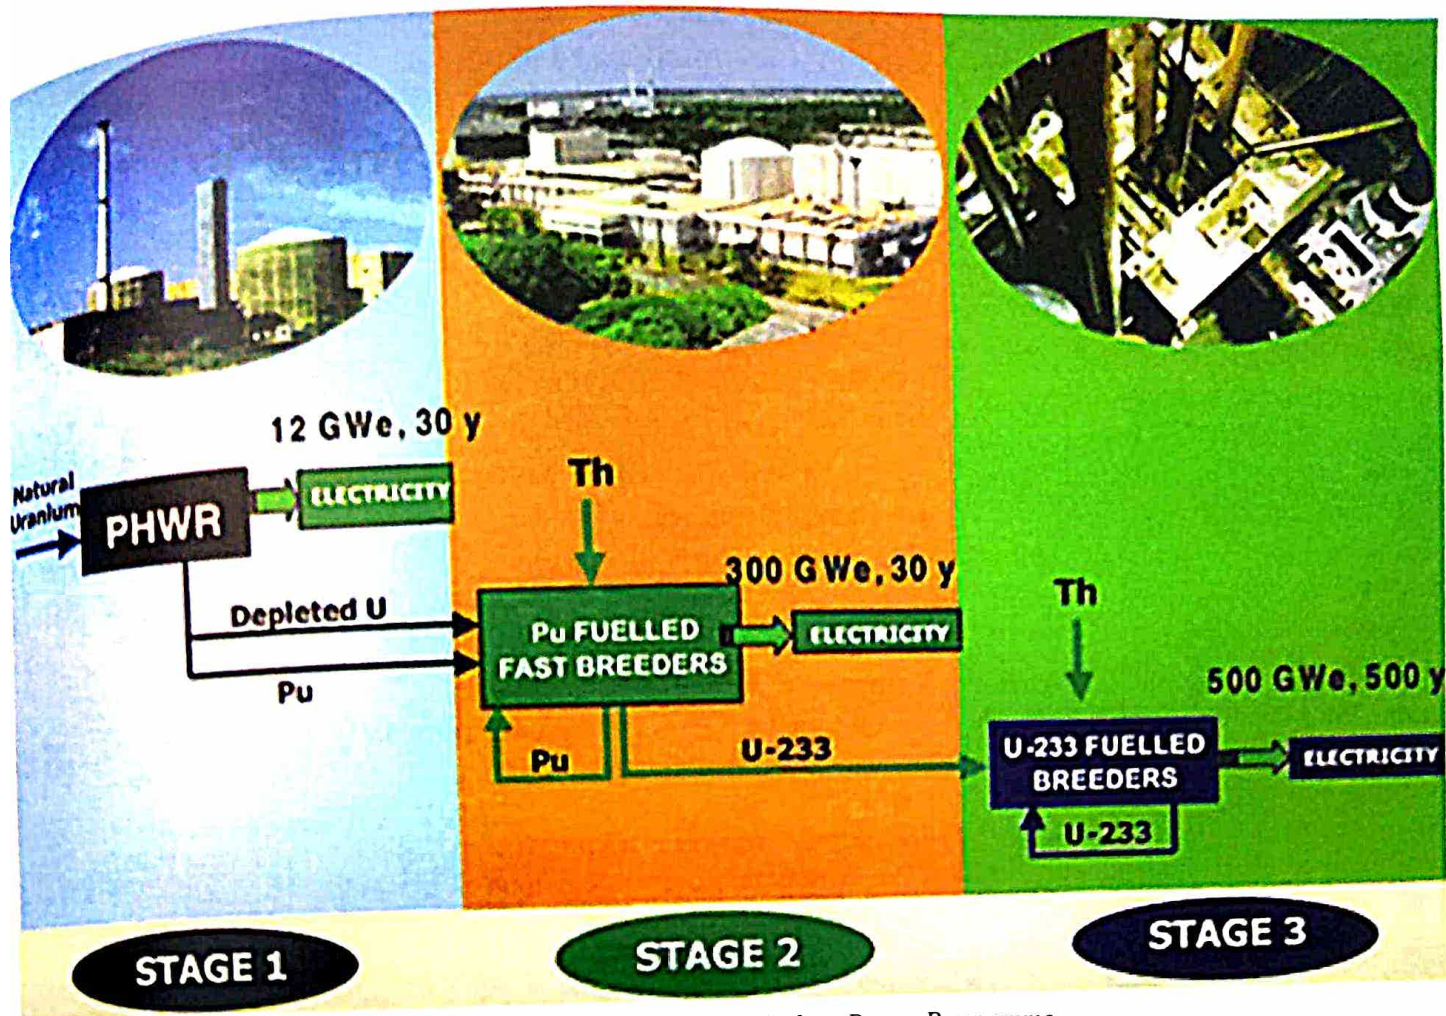 12 GWe, 30 y
Natural
Uranium
PHWR
ELECTRICITY
Depleted U
Pu
Th
300 GWe, 30 y
Pu FUELLED
FAST BREEDERS
ELECTRICITY
Pu
U-233
Th
500 GWe, 500 y
U-233 FUELLED
BREEDERS
ELECTRICITY
U-233
STAGE 1
STAGE 2
STAGE 3